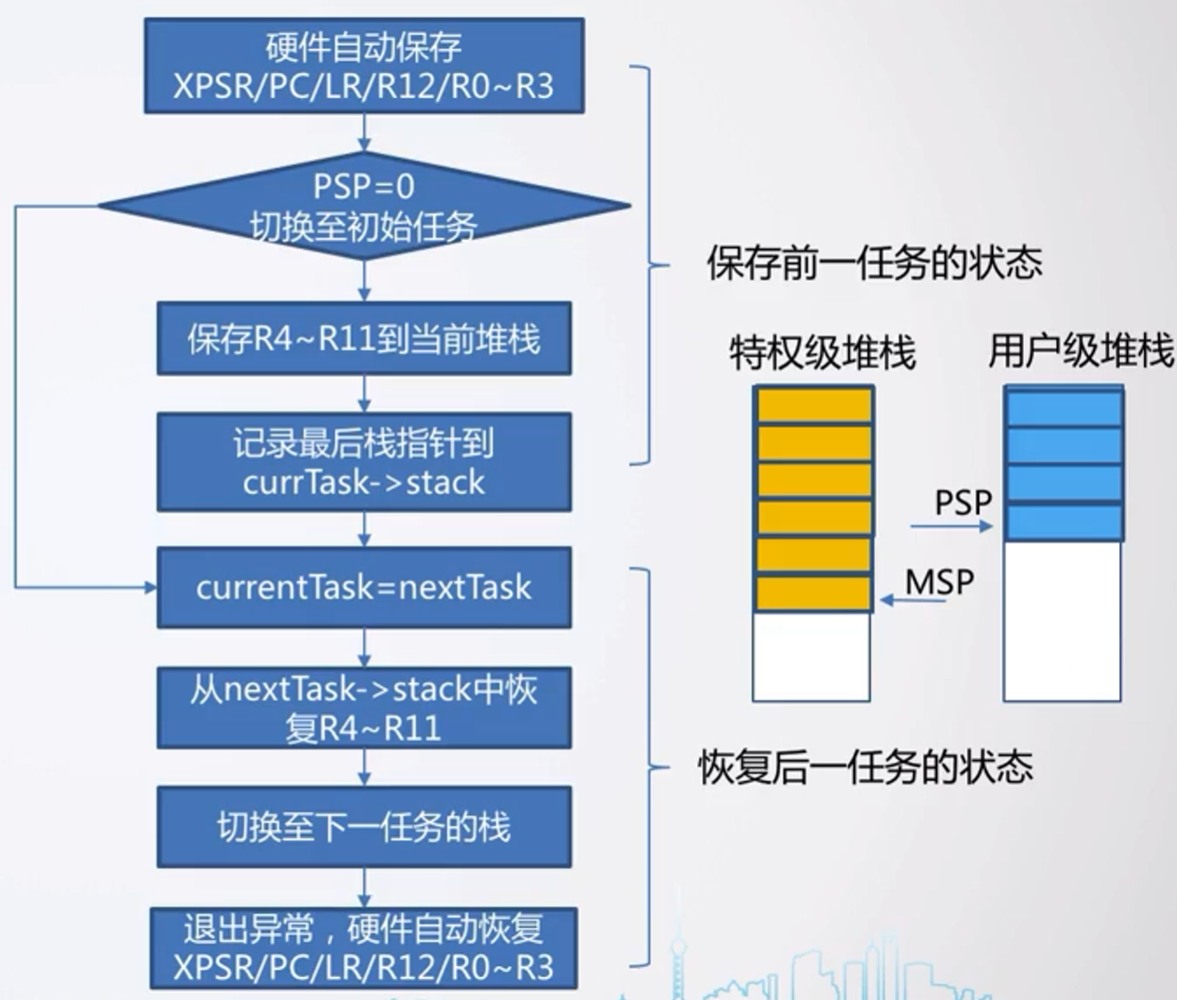 硬件自动保存
XPSR/PC/LR/R12/R0~R3
PSP=0
切换至初始任务
保存R4~R11到当前堆栈
记录最后栈指针到
currTask->stack
currentTask=nextTask
从nextTask->stack中恢
复R4~R11
切换至下一任务的栈
退出异常，硬件自动恢复
XPSR/PC/LR/R12/R0~R3
保存前一任务的状态
特权级堆栈
用户级堆栈
PSP
MSP
恢复后一任务的状态